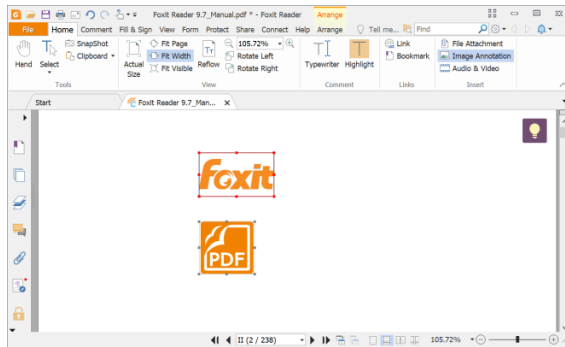 Foxit Reader 9.7_Manual.pdf * - Foxit Reader Arrange
File Home Comment Fill & Sign View Form Protect Share Connect Help Arrange Tell me... Find
Hand
Select
SnapShot
Clipboard
Tools
Actual Size
Fit Page
Fit Width
Fit Visible
Reflow
105.72%
Rotate Left
Rotate Right
View
Typewriter Highlight
Comment
Link
Bookmark
Links
File Attachment
Image Annotation
Audio & Video
Insert
Start Foxit Reader 9.7_Man... X
foxit
PDF
II (2 / 238) 105.72%